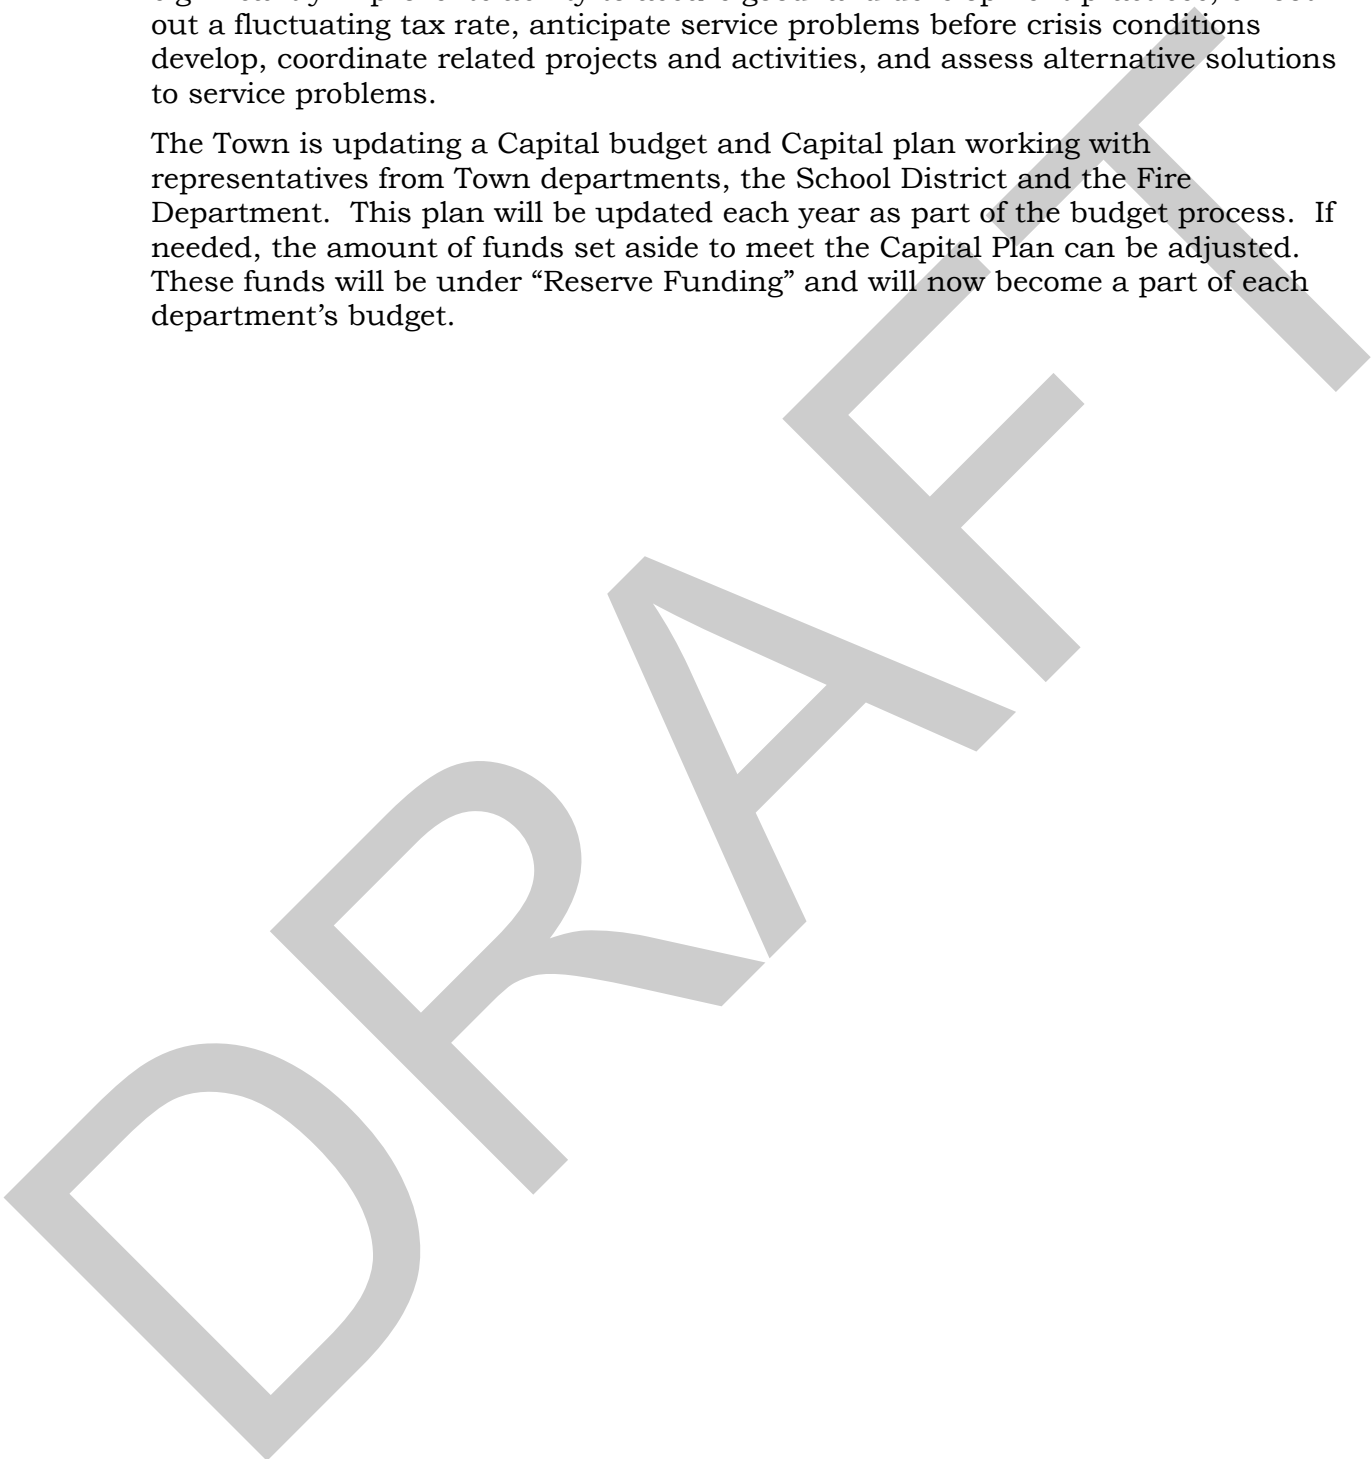 out a fluctuating tax rate, anticipate service problems before crisis conditions
develop, coordinate related projects and activities, and assess alternative solutions
to service problems.
The Town is updating a Capital budget and Capital plan working with
representatives from Town departments, the School District and the Fire
Department.  This plan will be updated each year as part of the budget process.  If
needed, the amount of funds set aside to meet the Capital Plan can be adjusted.
These funds will be under “Reserve Funding” and will now become a part of each
department’s budget.
DRAFT